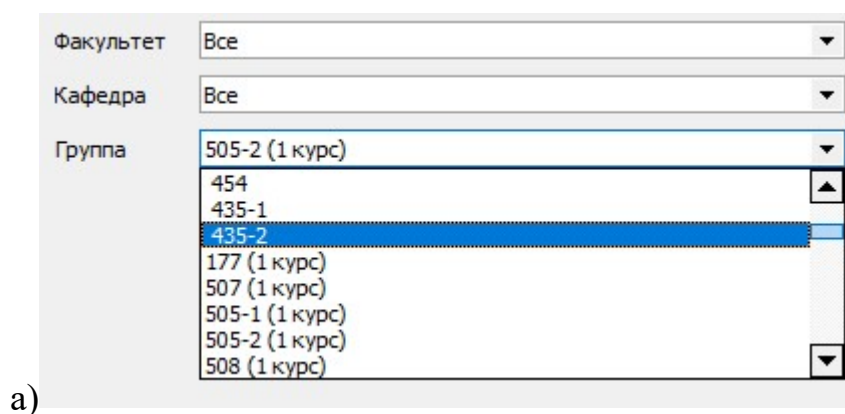 Факультет Все
Кафедра Все
Группа 505-2 (1 курс)
454
435-1
435-2
177 (1 курс)
507 (1 курс)
505-1 (1 курс)
505-2 (1 курс)
508 (1 курс)
а)